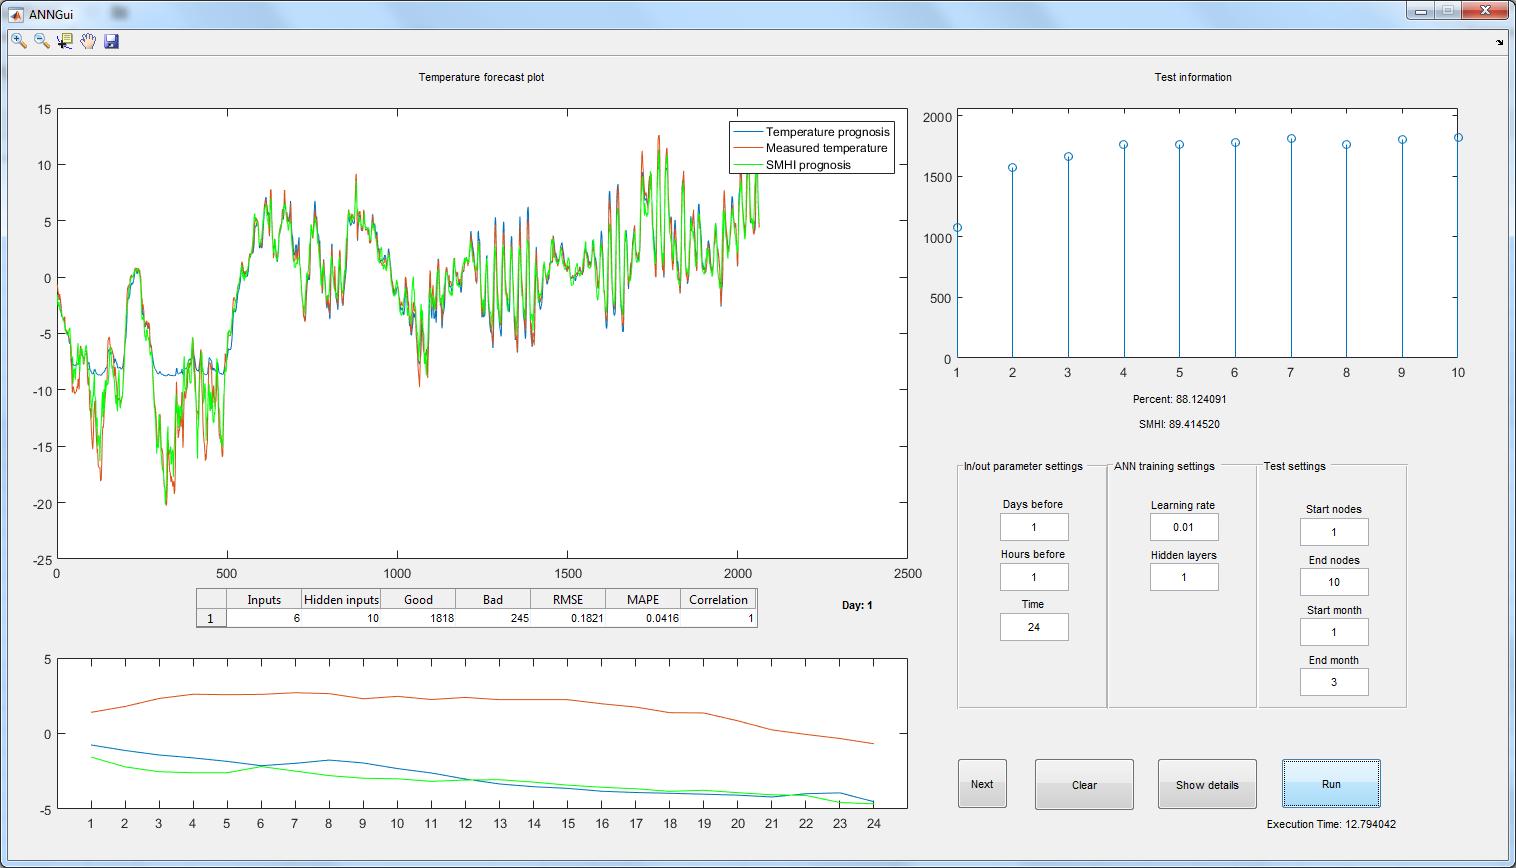 ANNGui
Temperature forecast plot
15
10
5
0
-5
-10
-15
-20
-25
0 500 1000 1500 2000 2500
Temperature prognosis
Measured temperature
SMHI prognosis
Inputs Hidden inputs Good Bad RMSE MAPE Correlation
1 6 10 1818 245 0.1821 0.0416 1
Day: 1
5
0
-5
1 2 3 4 5 6 7 8 9 10 11 12 13 14 15 16 17 18 19 20 21 22 23 24
Test information
2000
1500
1000
500
0
1 2 3 4 5 6 7 8 9 10
Percent: 88.124091
SMHI: 89.414520
In/out parameter settings
Days before
1
Hours before
1
Time
24
ANN training settings
Learning rate
0.01
Hidden layers
1
Test settings
Start nodes
1
End nodes
10
Start month
1
End month
3
Next Clear Show details Run
Execution Time: 12.794042